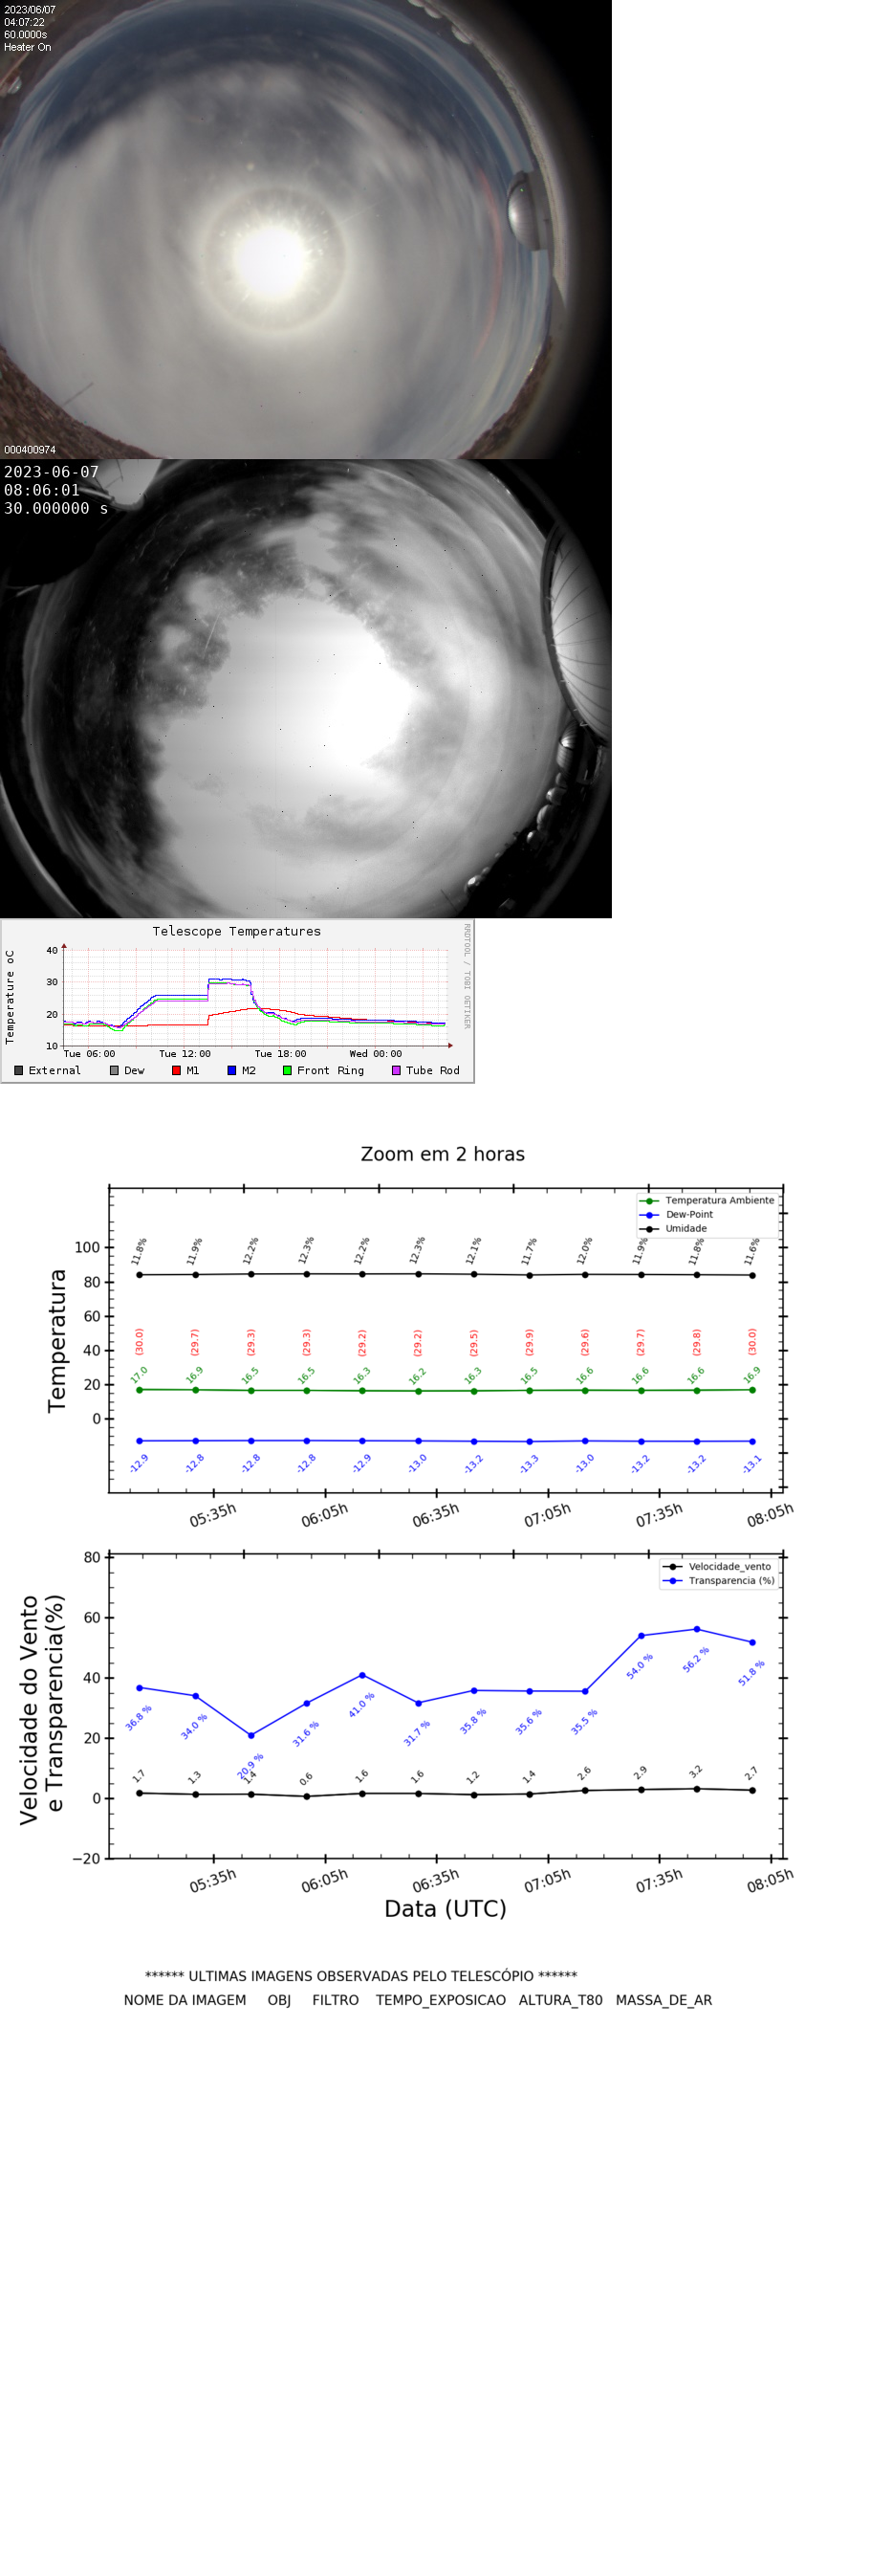 2023/06/07
04:07:22
60.0000s
Heater On
000400974
2023-06-07
08:06:01
30.000000 s
Telescope Temperatures
Temperature oC
RRDTOOL / TOBI OETIKER
40
30
20
10
Tue 06:00 Tue 12:00 Tue 18:00 Wed 00:00
External Dew M1 M2 Front Ring Tube Rod
Zoom em 2 horas
Temperatura
Temperatura Ambiente
Dew-Point
Umidade
100
80
60
40
20
0
11.8% 11.9% 12.2% 12.3% 12.2% 12.3% 12.1% 11.7% 12.0% 11.9% 11.8% 11.6%
(30.0) (29.7) (29.3) (29.3) (29.2) (29.2) (29.5) (29.9) (29.6) (29.7) (29.8) (30.0)
17.0 16.9 16.5 16.5 16.3 16.2 16.3 16.5 16.6 16.6 16.6 16.9
-12.9 -12.8 -12.8 -12.8 -12.9 -13.0 -13.2 -13.3 -13.0 -13.2 -13.2 -13.1
05:35h 06:05h 06:35h 07:05h 07:35h 08:05h
Velocidade do Vento
e Transparencia(%)
Velocidade_vento
Transparencia (%)
80
60
40
20
0
−20
36.8 % 34.0 % 20.9 % 31.6 % 41.0 % 31.7 % 35.8 % 35.6 % 35.5 % 54.0 % 56.2 % 51.8 %
1.7 1.3 1.4 0.6 1.6 1.6 1.2 1.4 2.6 2.9 3.2 2.7
05:35h 06:05h 06:35h 07:05h 07:35h 08:05h
Data (UTC)
****** ULTIMAS IMAGENS OBSERVADAS PELO TELESCÓPIO ******
NOME DA IMAGEM OBJ FILTRO TEMPO_EXPOSICAO ALTURA_T80 MASSA_DE_AR